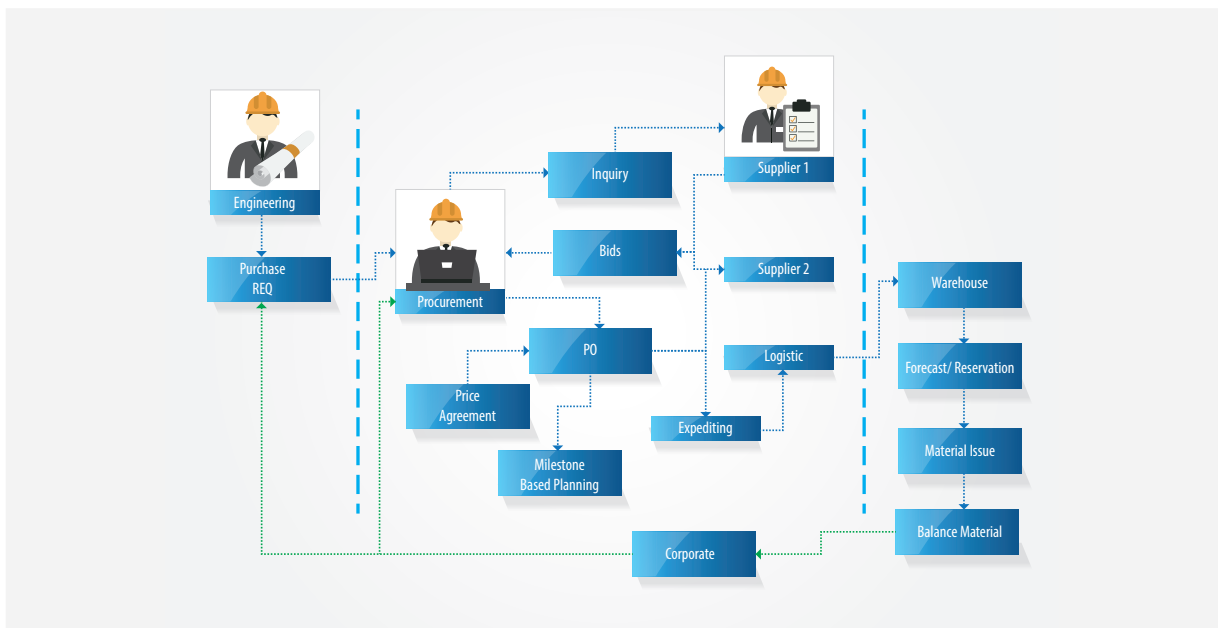 Engineering
Purchase
REQ
Procurement
Inquiry
Bids
PO
Price
Agreement
Milestone
Based Planning
Supplier 1
Supplier 2
Logistic
Expediting
Warehouse
Forecast/ Reservation
Material Issue
Balance Material
Corporate